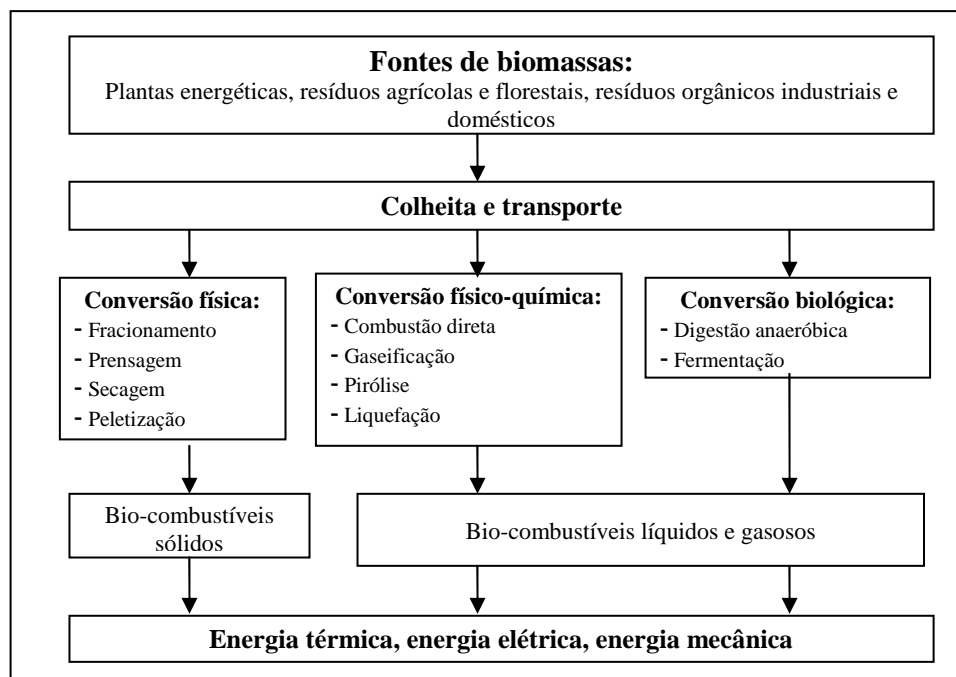 Fontes de biomassas:
Plantas energéticas, resíduos agrícolas e florestais, resíduos orgânicos industriais e
domésticos
Colheita e transporte
Conversão física:
- Fracionamento
- Prensagem
- Secagem
- Peletização
Conversão físico-química:
- Combustão direta
- Gaseificação
- Pirólise
- Liquefação
Conversão biológica:
- Digestão anaeróbica
- Fermentação
Bio-combustíveis
sólidos
Bio-combustíveis líquidos e gasosos
Energia térmica, energia elétrica, energia mecânica